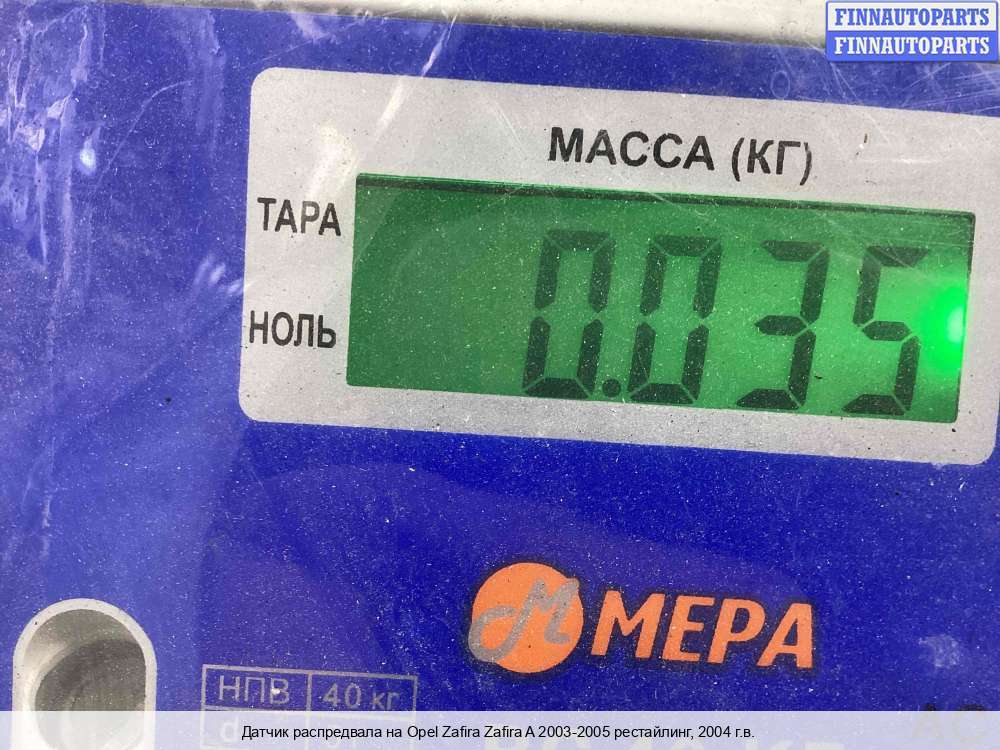 FINNAUTOPARTS
FINNAUTOPARTS
МАССА (КГ)
ТАРА
0.035
НОЛЬ
МЕРА
НПВ 40 кг
d
Датчик распредвала на Opel Zafira Zafira A 2003-2005 рестайлинг, 2004 г.в.